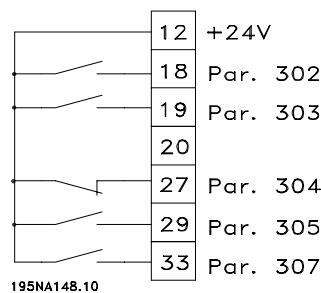 12 +24V
18 Par. 302
19 Par. 303
20
27 Par. 304
29 Par. 305
33 Par. 307
195NA148.10